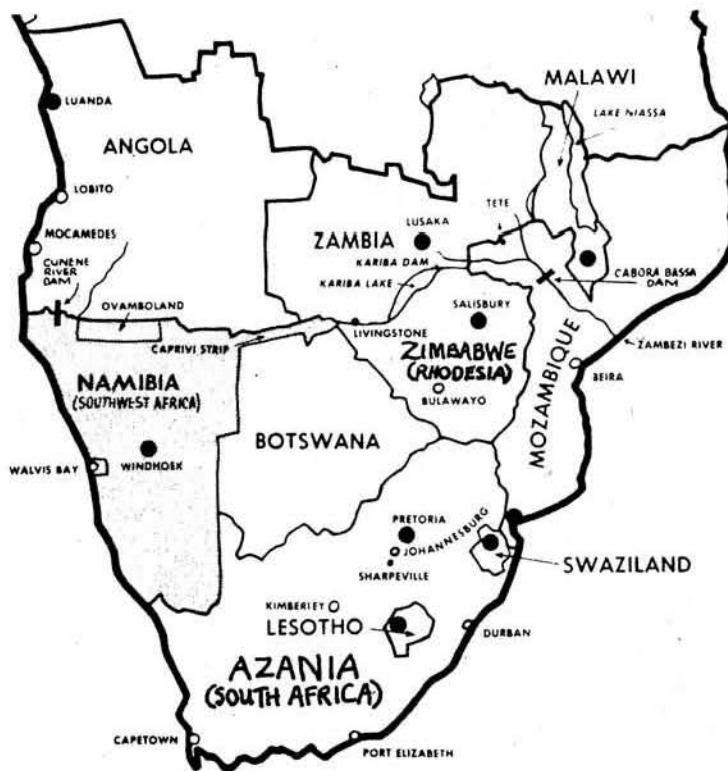 MALAWI
LAKE NIASSA
LUANDA
ANGOLA
LOBITO
TETE
LUSAKA
ZAMBIA
MOCAMEDES
KARIBA DAM
CUNENE
RIVER
DAM
CABORA BASSA
DAM
KARIBA LAKE
OVAMBOLAND
SALISBURY
LIVINGSTONE
CAPRIVI STRIP
ZIMBABWE
(RHODESIA)
ZAMBEZI RIVER
NAMIBIA
(SOUTHWEST AFRICA)
BEIRA
BULAWAYO
MOZAMBIQUE
BOTSWANA
WALVIS BAY
WINDHOEK
PRETORIA
JOHANNESBURG
SWAZILAND
SHARPEVILLE
KIMBERLEY
LESOTHO
DURBAN
AZANIA
(SOUTH AFRICA)
CAPETOWN
PORT ELIZABETH